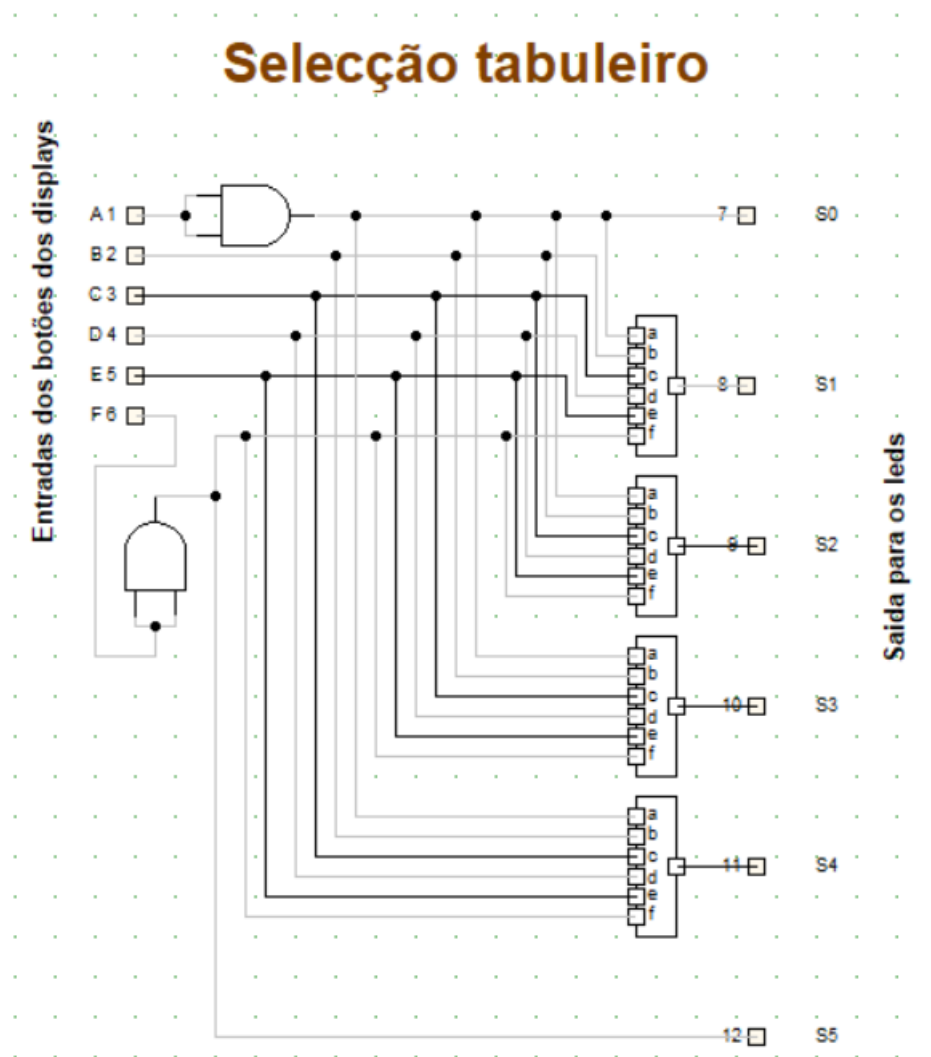 Selecção tabuleiro
Entradas dos botões dos displays
A 1
B 2
C 3
D 4
E 5
F 6
7 S0
a
b
c
d
e
f
8 S1
a
b
c
d
e
f
9 S2
a
b
c
d
e
f
10 S3
a
b
c
d
e
f
11 S4
12 S5
Saida para os leds